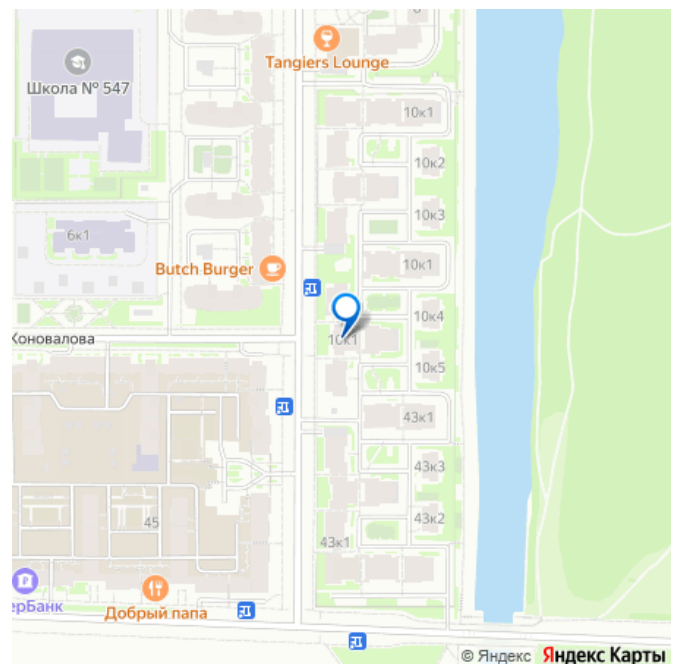 Tangiers Lounge
Школа № 547
10к1
10к2
10к3
6к1
10к1
Butch Burger
10к4
Коновалова
10к1
10к5
43к1
43к3
45
43к2
43к1
ерБанк
Добрый папа
© Яндекс Яндекс Карты